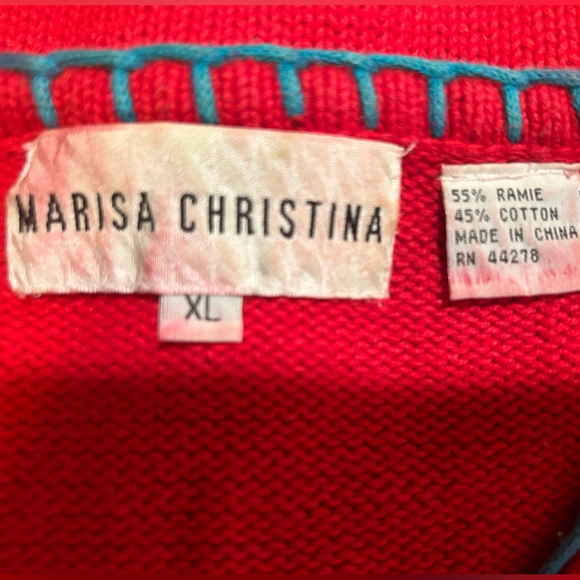 MARISA CHRISTINA
XL
55% RAMIE
45% COTTON
MADE IN CHINA
RN 44278